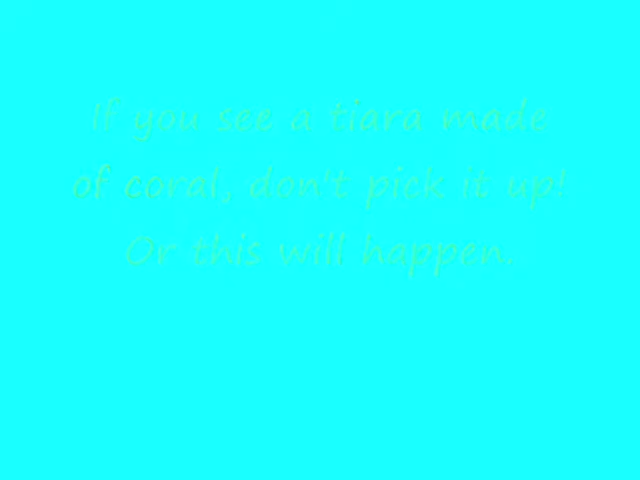 If you see a tiara made
of coral, don't pick it up!
Or this will happen.